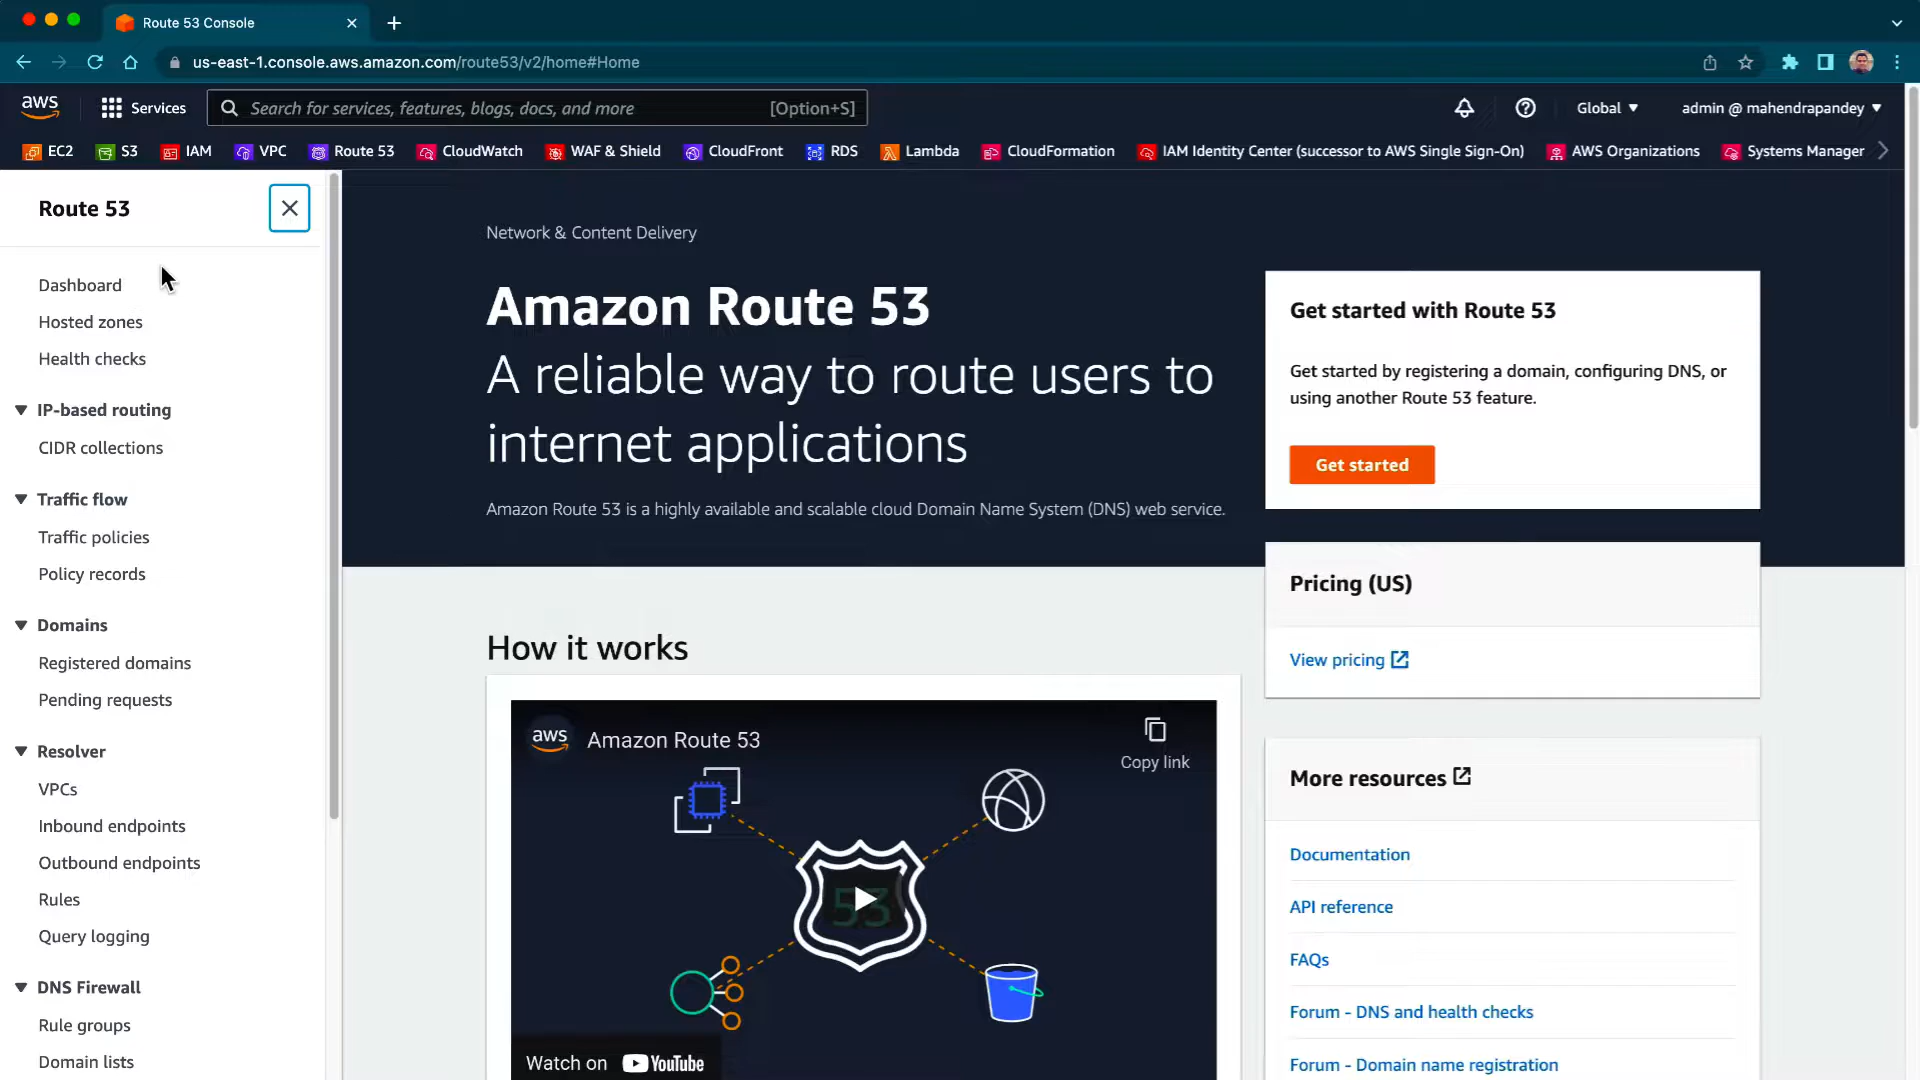 Route 53 Console
us-east-1.console.aws.amazon.com/route53/v2/home#Home
aws
Services
Search for services, features, blogs, docs, and more
[Option+S]
Global
admin @ mahendrapandey
EC2
S3
IAM
VPC
Route 53
CloudWatch
WAF & Shield
CloudFront
RDS
Lambda
CloudFormation
IAM Identity Center (successor to AWS Single Sign-On)
AWS Organizations
Systems Manager
Route 53
Dashboard
Hosted zones
Health checks
IP-based routing
CIDR collections
Traffic flow
Traffic policies
Policy records
Domains
Registered domains
Pending requests
Resolver
VPCs
Inbound endpoints
Outbound endpoints
Rules
Query logging
DNS Firewall
Rule groups
Domain lists
Network & Content Delivery
Amazon Route 53
A reliable way to route users to
internet applications
Amazon Route 53 is a highly available and scalable cloud Domain Name System (DNS) web service.
How it works
aws
Amazon Route 53
Copy link
53
Watch on YouTube
Get started with Route 53
Get started by registering a domain, configuring DNS, or
using another Route 53 feature.
Get started
Pricing (US)
View pricing
More resources
Documentation
API reference
FAQs
Forum - DNS and health checks
Forum - Domain name registration